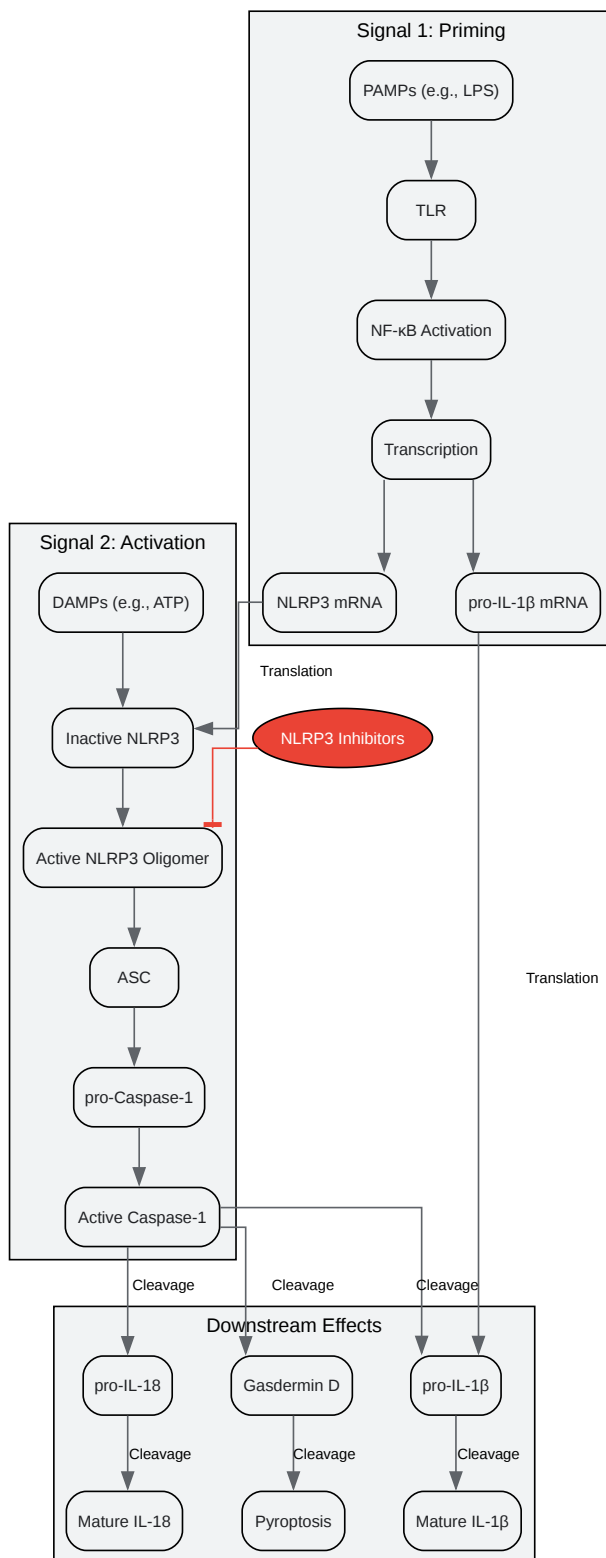 Signal 1: Priming
PAMPs (e.g., LPS)
TLR
NF-κB Activation
Transcription
Signal 2: Activation
DAMPs (e.g., ATP)
NLRP3 mRNA
pro-IL-1β mRNA
Translation
Inactive NLRP3
NLRP3 Inhibitors
Active NLRP3 Oligomer
ASC
Translation
pro-Caspase-1
Active Caspase-1
Cleavage
Cleavage
Cleavage
Downstream Effects
pro-IL-18
Gasdermin D
pro-IL-1β
Cleavage
Cleavage
Cleavage
Mature IL-18
Pyroptosis
Mature IL-1β